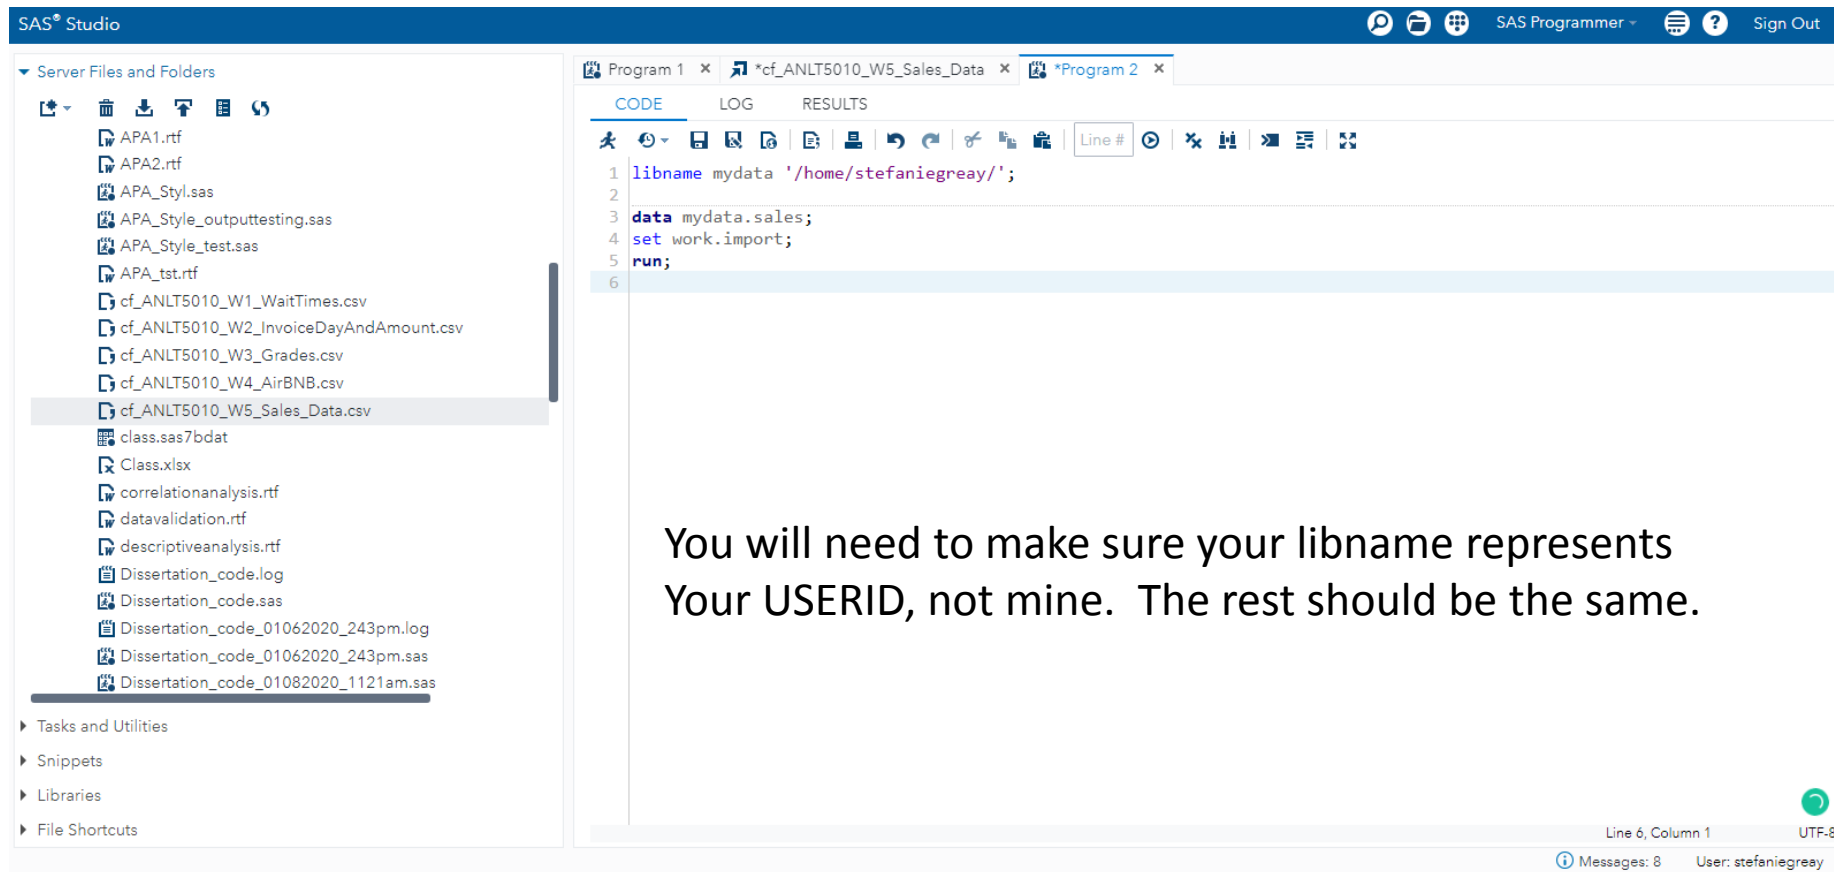 SAS® Studio
SAS Programmer
Sign Out
Server Files and Folders
APA1.rtf
APA2.rtf
APA_Styl.sas
APA_Style_outputtesting.sas
APA_Style_test.sas
APA_tst.rtf
cf_ANLT5010_W1_WaitTimes.csv
cf_ANLT5010_W2_InvoiceDayAndAmount.csv
cf_ANLT5010_W3_Grades.csv
cf_ANLT5010_W4_AirBNB.csv
cf_ANLT5010_W5_Sales_Data.csv
class.sas7bdat
Class.xlsx
correlationanalysis.rtf
datavalidation.rtf
descriptiveanalysis.rtf
Dissertation_code.log
Dissertation_code.sas
Dissertation_code_01062020_243pm.log
Dissertation_code_01062020_243pm.sas
Dissertation_code_01082020_1121am.sas
Tasks and Utilities
Snippets
Libraries
File Shortcuts
Program 1
*cf_ANLT5010_W5_Sales_Data
*Program 2
CODE LOG RESULTS
Line #
1 libname mydata '/home/stefaniegreay/';
2
3 data mydata.sales;
4 set work.import;
5 run;
6
You will need to make sure your libname represents
Your USERID, not mine. The rest should be the same.
Line 6, Column 1
UTF-8
Messages: 8
User: stefaniegreay